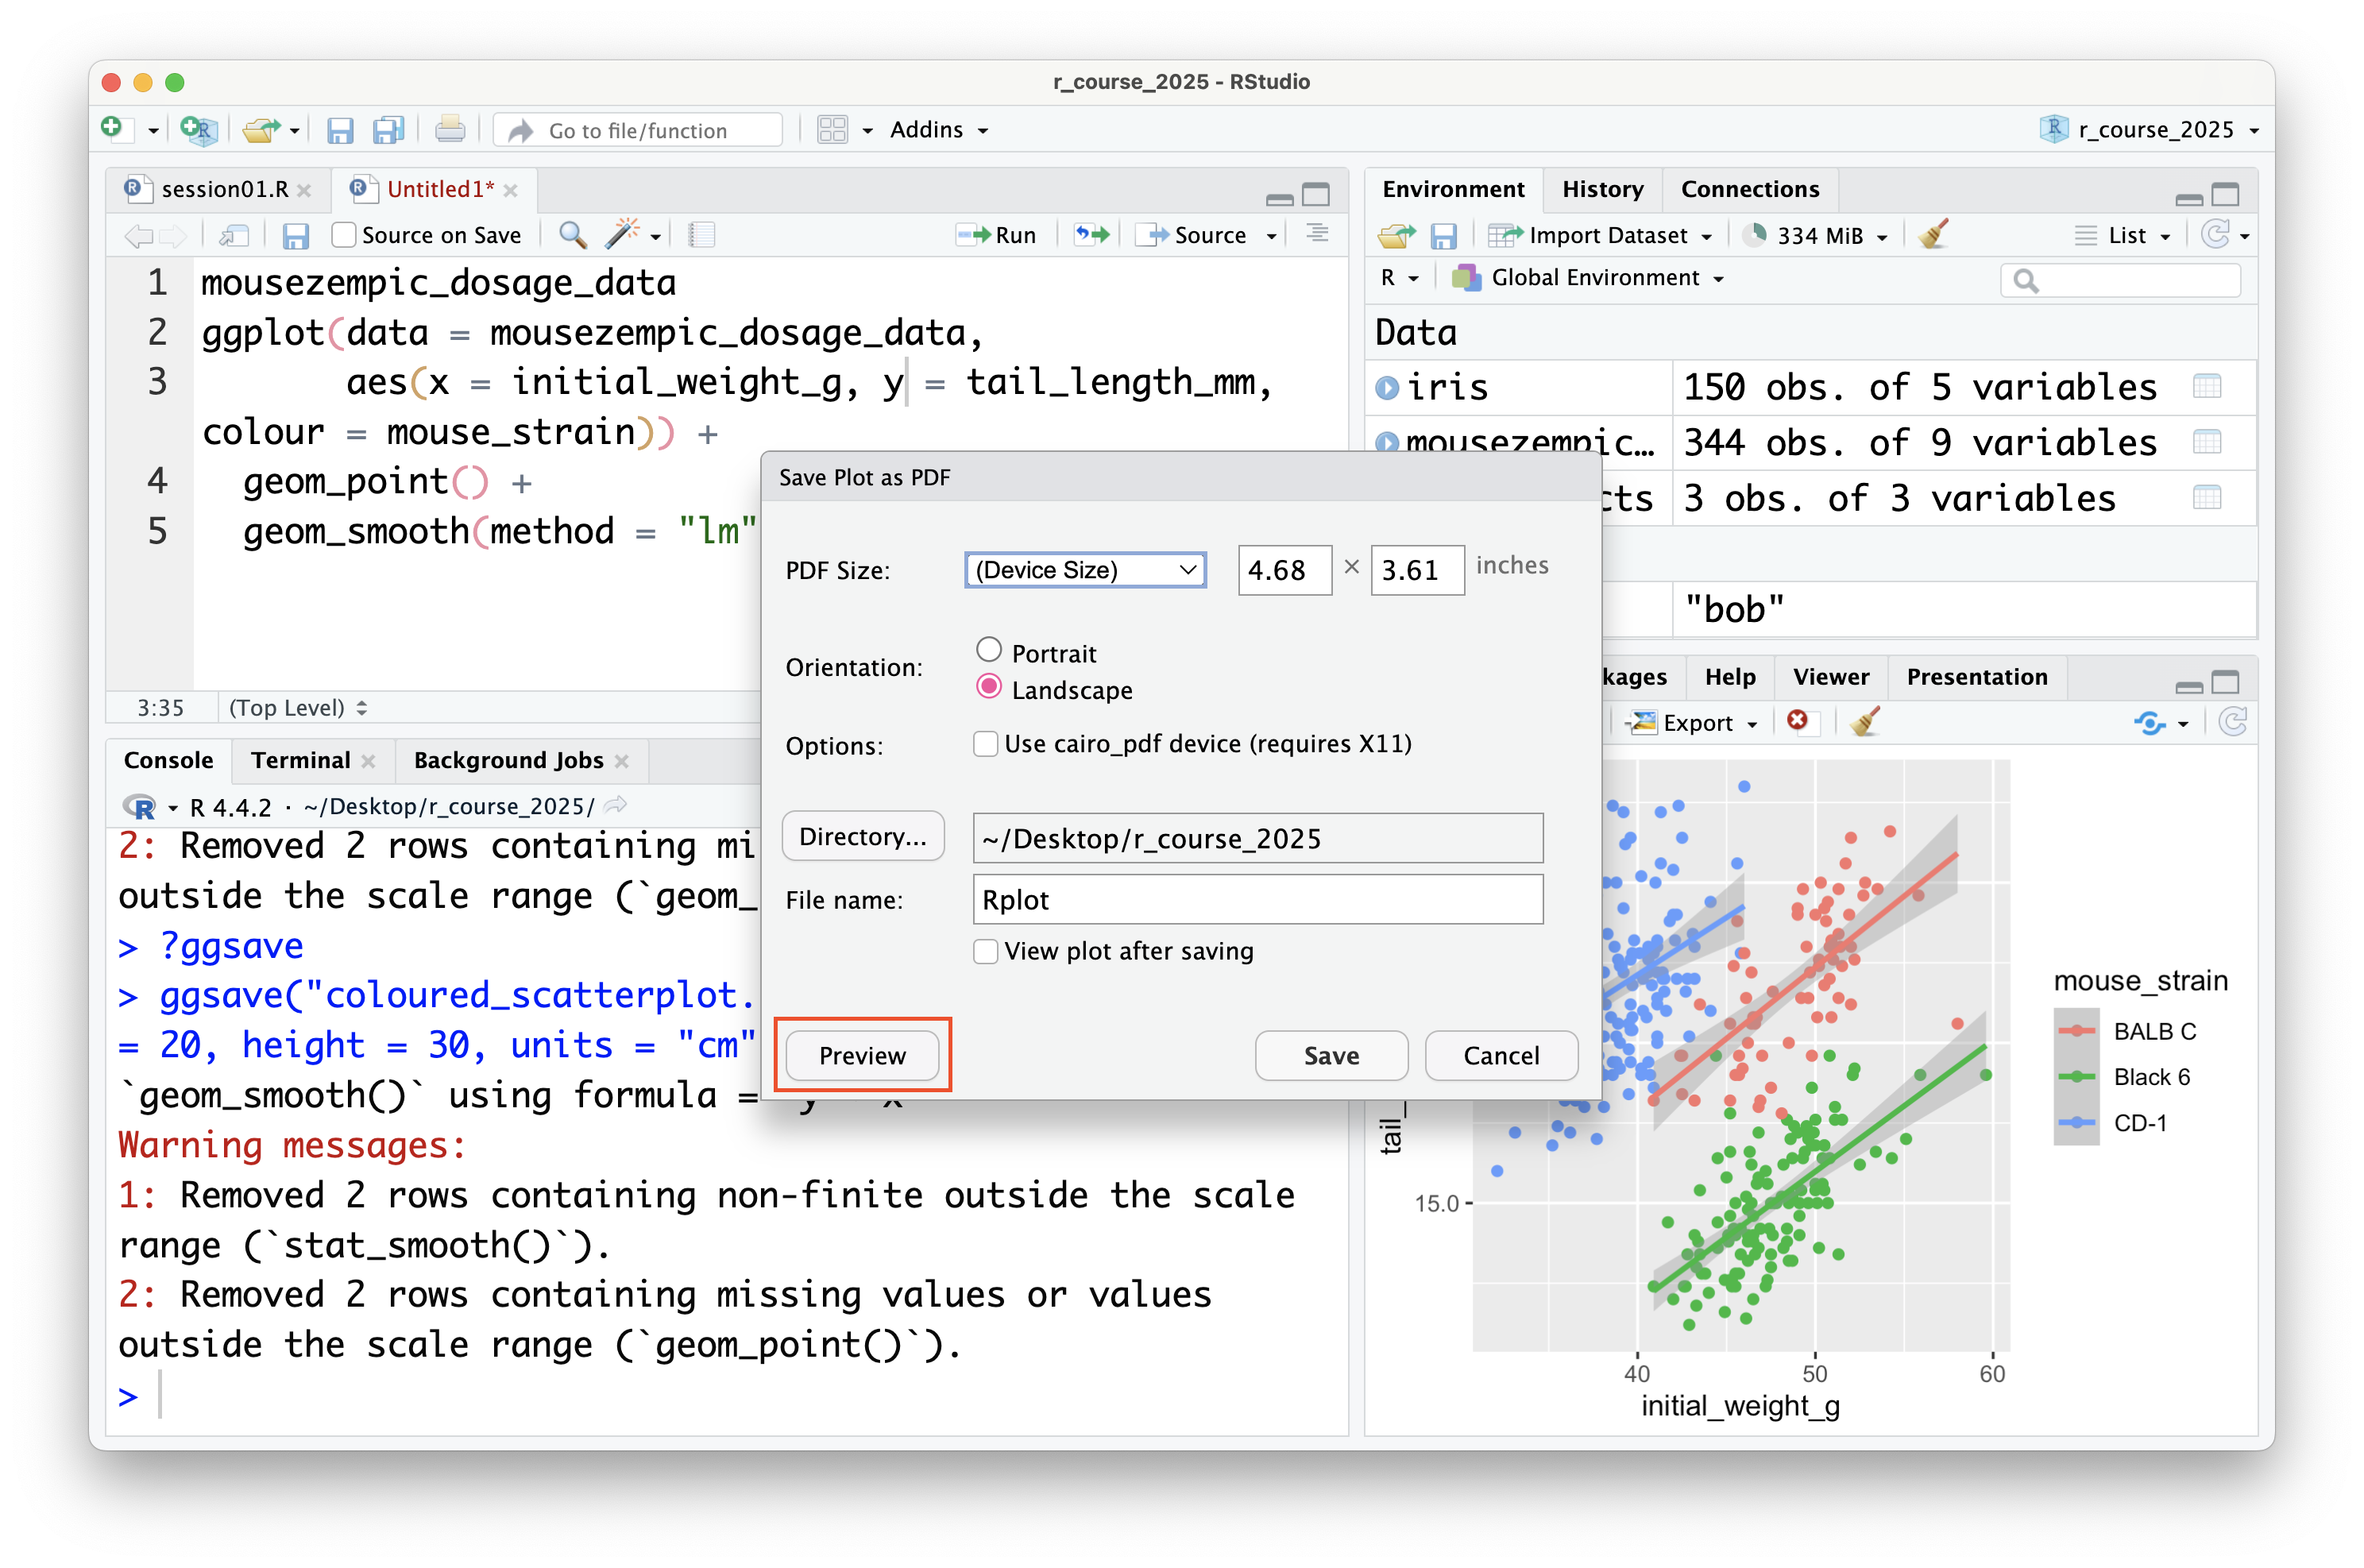 r_course_2025 - RStudio
Go to file/function
Addins
r_course_2025
session01.R
Untitled1*
Source on Save
Run
Source
1 mousezempic_dosage_data
2 ggplot(data = mousezempic_dosage_data,
3 aes(x = initial_weight_g, y = tail_length_mm,
colour = mouse_strain)) +
4 geom_point() +
5 geom_smooth(method = "lm"
3:35
(Top Level)
Console
Terminal
Background Jobs
R 4.4.2 · ~/Desktop/r_course_2025/
2: Removed 2 rows containing mi
outside the scale range (`geom_
> ?ggsave
> ggsave("coloured_scatterplot.
= 20, height = 30, units = "cm"
`geom_smooth()` using formula =
Warning messages:
1: Removed 2 rows containing non-finite outside the scale
range (`stat_smooth()`).
2: Removed 2 rows containing missing values or values
outside the scale range (`geom_point()`).
>
Environment
History
Connections
Import Dataset
334 MiB
List
R
Global Environment
Data
iris 150 obs. of 5 variables
mousezempic… 344 obs. of 9 variables
cts 3 obs. of 3 variables
"bob"
kages
Help
Viewer
Presentation
Export
tail_
15.0
40
50
60
initial_weight_g
mouse_strain
BALB C
Black 6
CD-1
Save Plot as PDF
PDF Size:
(Device Size)
4.68 × 3.61 inches
Orientation:
Portrait
Landscape
Options:
Use cairo_pdf device (requires X11)
Directory...
~/Desktop/r_course_2025
File name:
Rplot
View plot after saving
Preview
Save
Cancel